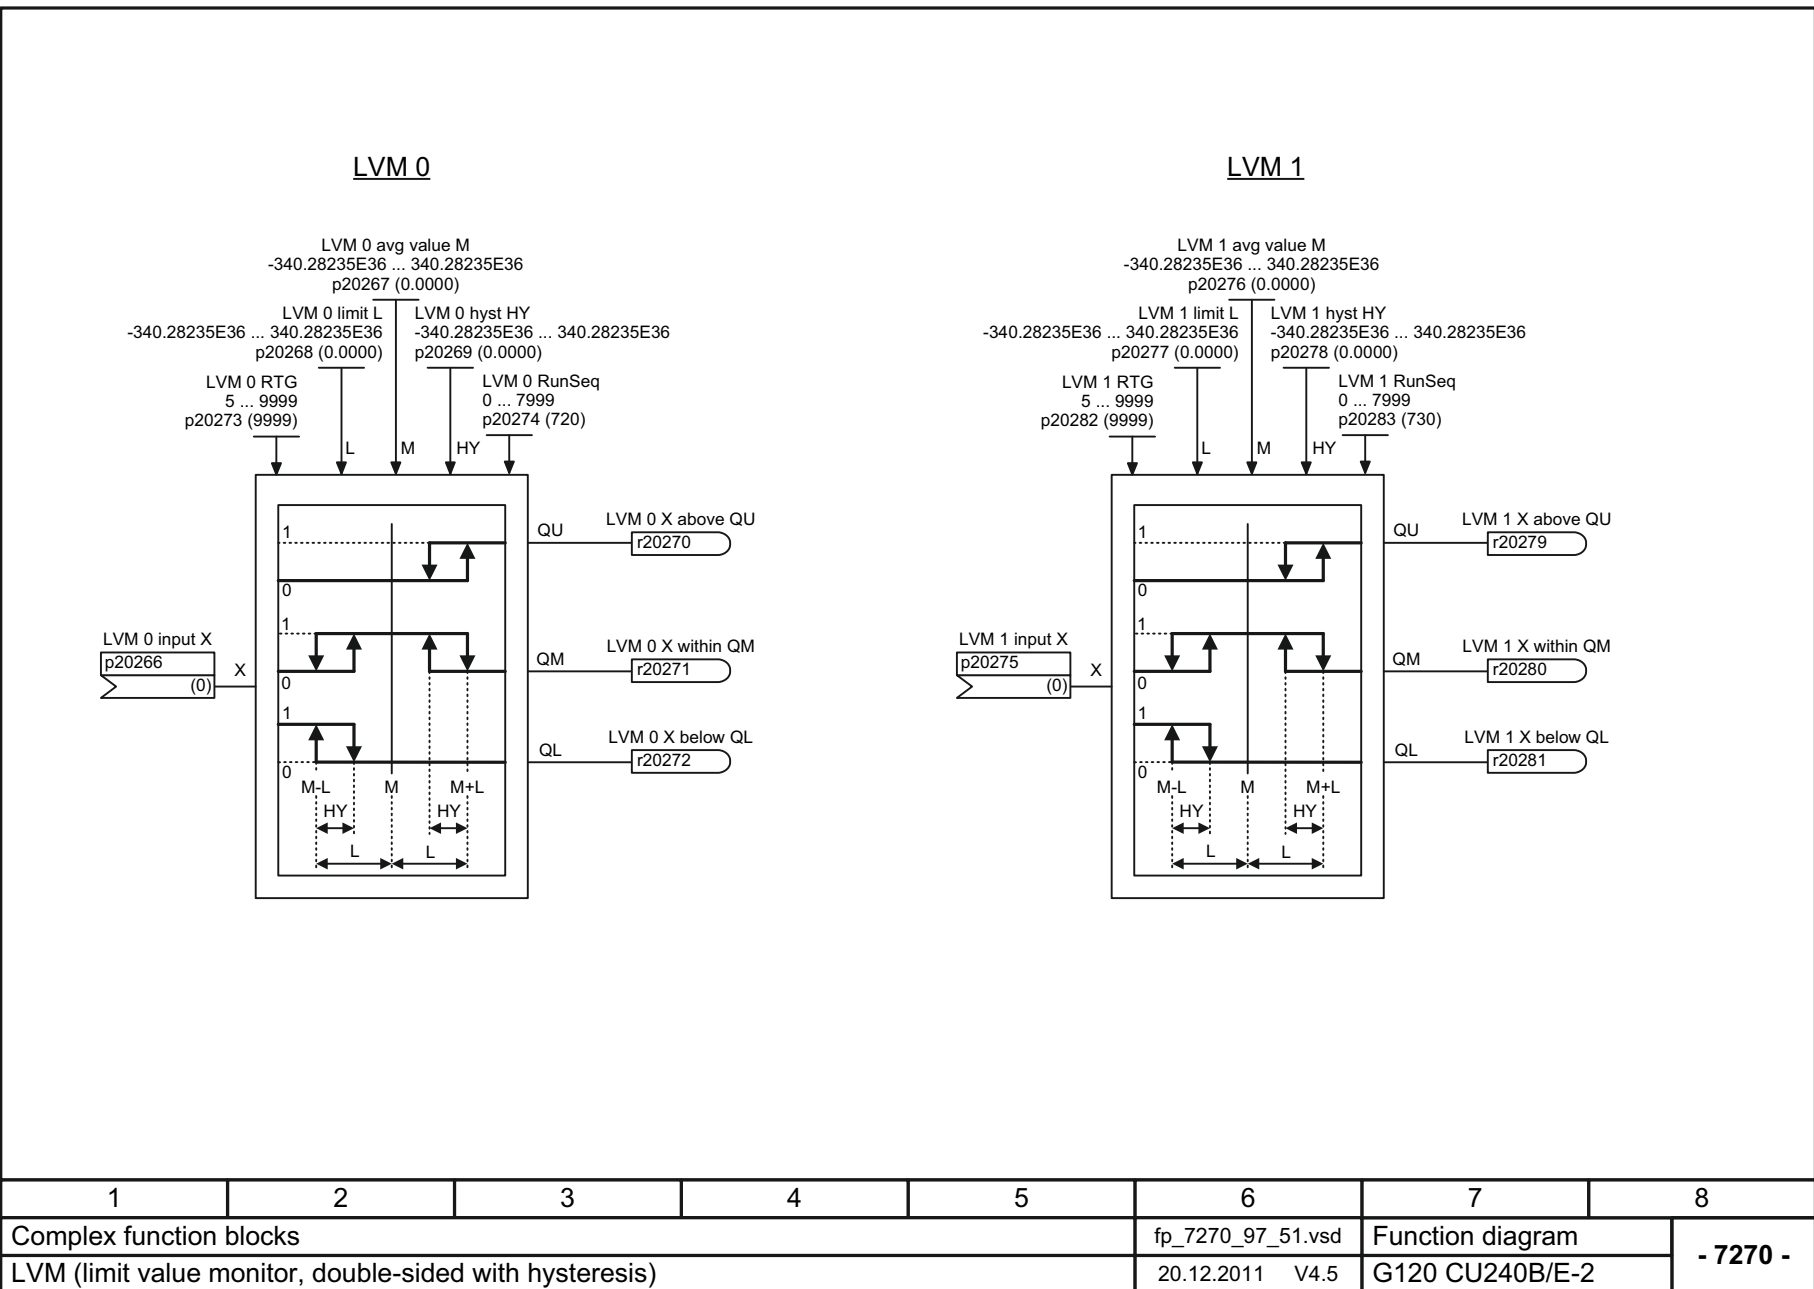 LVM 0
LVM 0 avg value M
-340.28235E36 ... 340.28235E36
p20267 (0.0000)
LVM 0 limit L
-340.28235E36 ... 340.28235E36
p20268 (0.0000)
LVM 0 hyst HY
-340.28235E36 ... 340.28235E36
p20269 (0.0000)
LVM 0 RTG
5 ... 9999
p20273 (9999)
LVM 0 RunSeq
0 ... 7999
p20274 (720)
L
M
HY
1
0
QU
LVM 0 X above QU
r20270
LVM 0 input X
p20266
(0)
X
1
0
QM
LVM 0 X within QM
r20271
1
0
QL
LVM 0 X below QL
r20272
M-L
M
M+L
HY
HY
L
L
LVM 1
LVM 1 avg value M
-340.28235E36 ... 340.28235E36
p20276 (0.0000)
LVM 1 limit L
-340.28235E36 ... 340.28235E36
p20277 (0.0000)
LVM 1 hyst HY
-340.28235E36 ... 340.28235E36
p20278 (0.0000)
LVM 1 RTG
5 ... 9999
p20282 (9999)
LVM 1 RunSeq
0 ... 7999
p20283 (730)
L
M
HY
1
0
QU
LVM 1 X above QU
r20279
LVM 1 input X
p20275
(0)
X
1
0
QM
LVM 1 X within QM
r20280
1
0
QL
LVM 1 X below QL
r20281
M-L
M
M+L
HY
HY
L
L
1 2 3 4 5 6 7 8
Complex function blocks
fp_7270_97_51.vsd
Function diagram
- 7270 -
LVM (limit value monitor, double-sided with hysteresis)
20.12.2011 V4.5
G120 CU240B/E-2